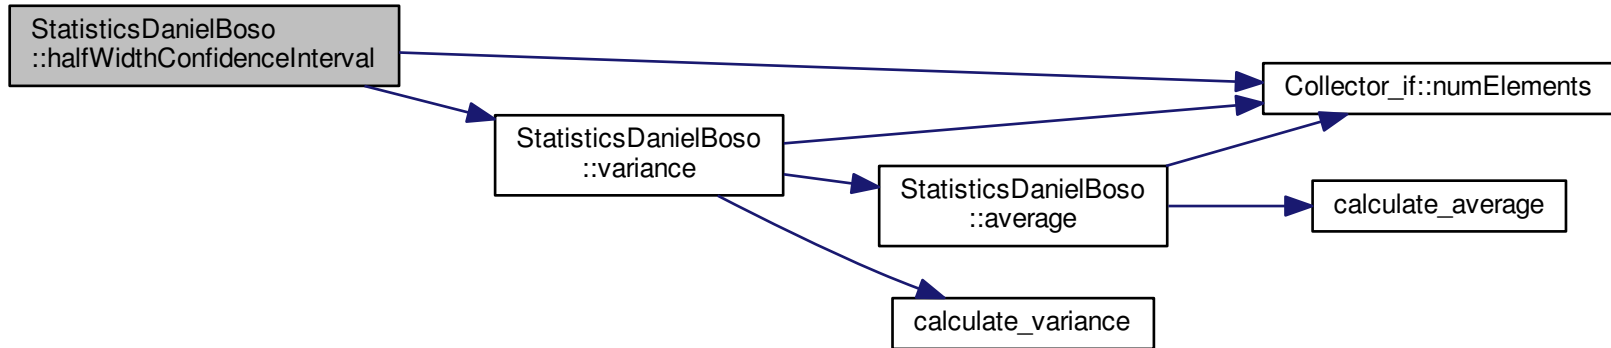 StatisticsDanielBoso
::halfWidthConfidenceInterval
Collector_if::numElements
StatisticsDanielBoso
::variance
StatisticsDanielBoso
::average
calculate_average
calculate_variance